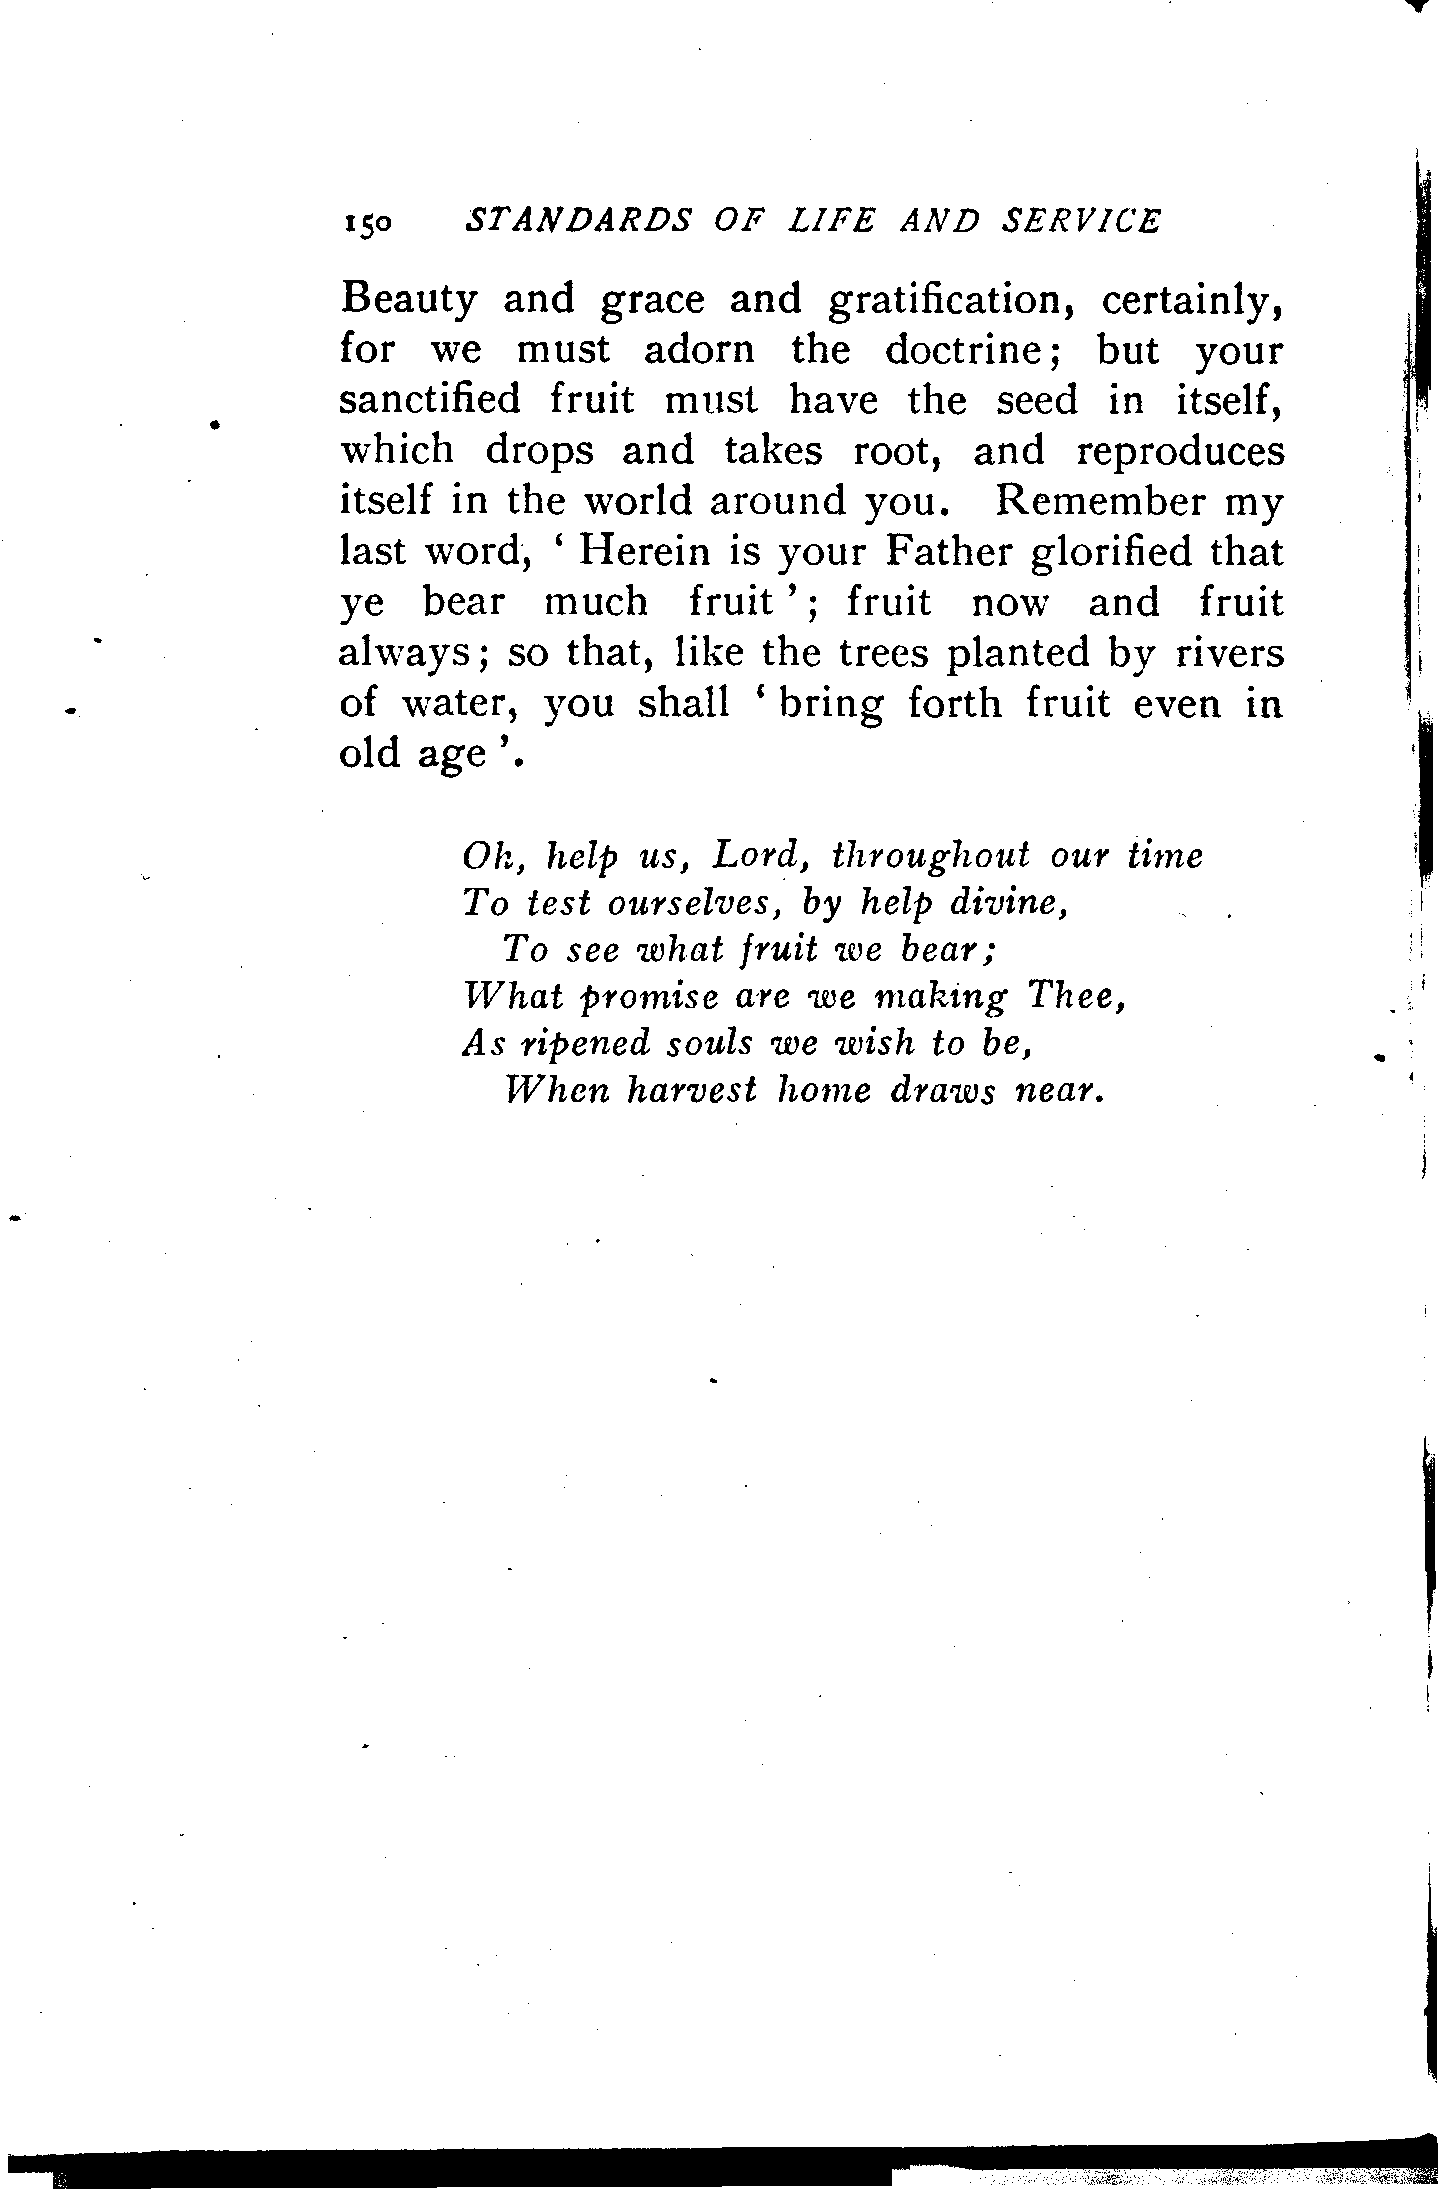 150 STANDARDS OF LIFE AND SERVICE
Beauty and grace and gratification, certainly,
for we must adorn the doctrine; but your
sanctified fruit must have the seed in itself,
which drops and takes root, and reproduces
itself in the world around you. Remember my
last word, ‘ Herein is your Father glorified that
ye bear much fruit ’; fruit now and fruit
always; so that, like the trees planted by rivers
of water, you shall ‘ bring forth fruit even in
old age ’.
Oh, help us, Lord, throughout our time
To test ourselves, by help divine,
To see what fruit we bear;
What promise are we making Thee,
As ripened souls we wish to be,
When harvest home draws near.